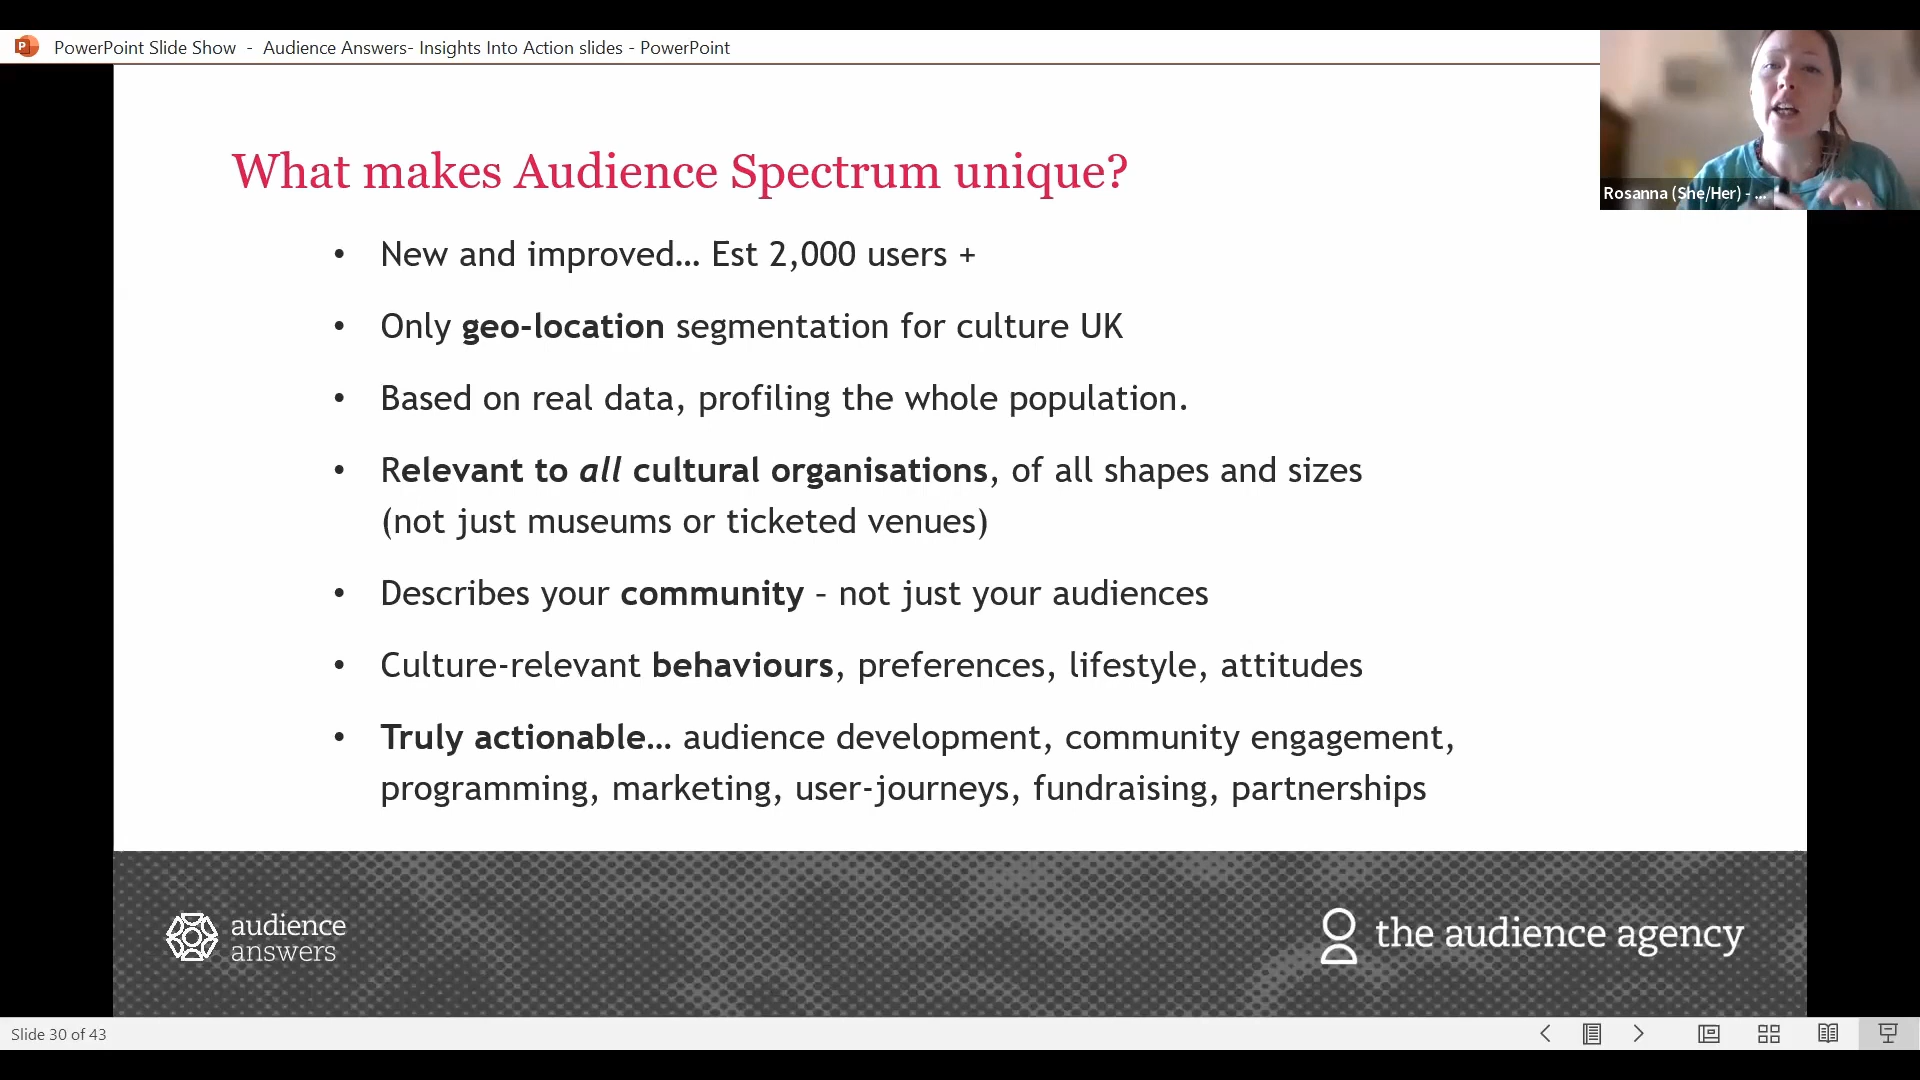 PowerPoint Slide Show - Audience Answers- Insights Into Action slides - PowerPoint
Rosanna (She/Her) - ...
What makes Audience Spectrum unique?
• New and improved... Est 2,000 users +
• Only geo-location segmentation for culture UK
• Based on real data, profiling the whole population.
• Relevant to all cultural organisations, of all shapes and sizes
(not just museums or ticketed venues)
• Describes your community – not just your audiences
• Culture-relevant behaviours, preferences, lifestyle, attitudes
• Truly actionable... audience development, community engagement,
programming, marketing, user-journeys, fundraising, partnerships
audience
answers
the audience agency
Slide 30 of 43